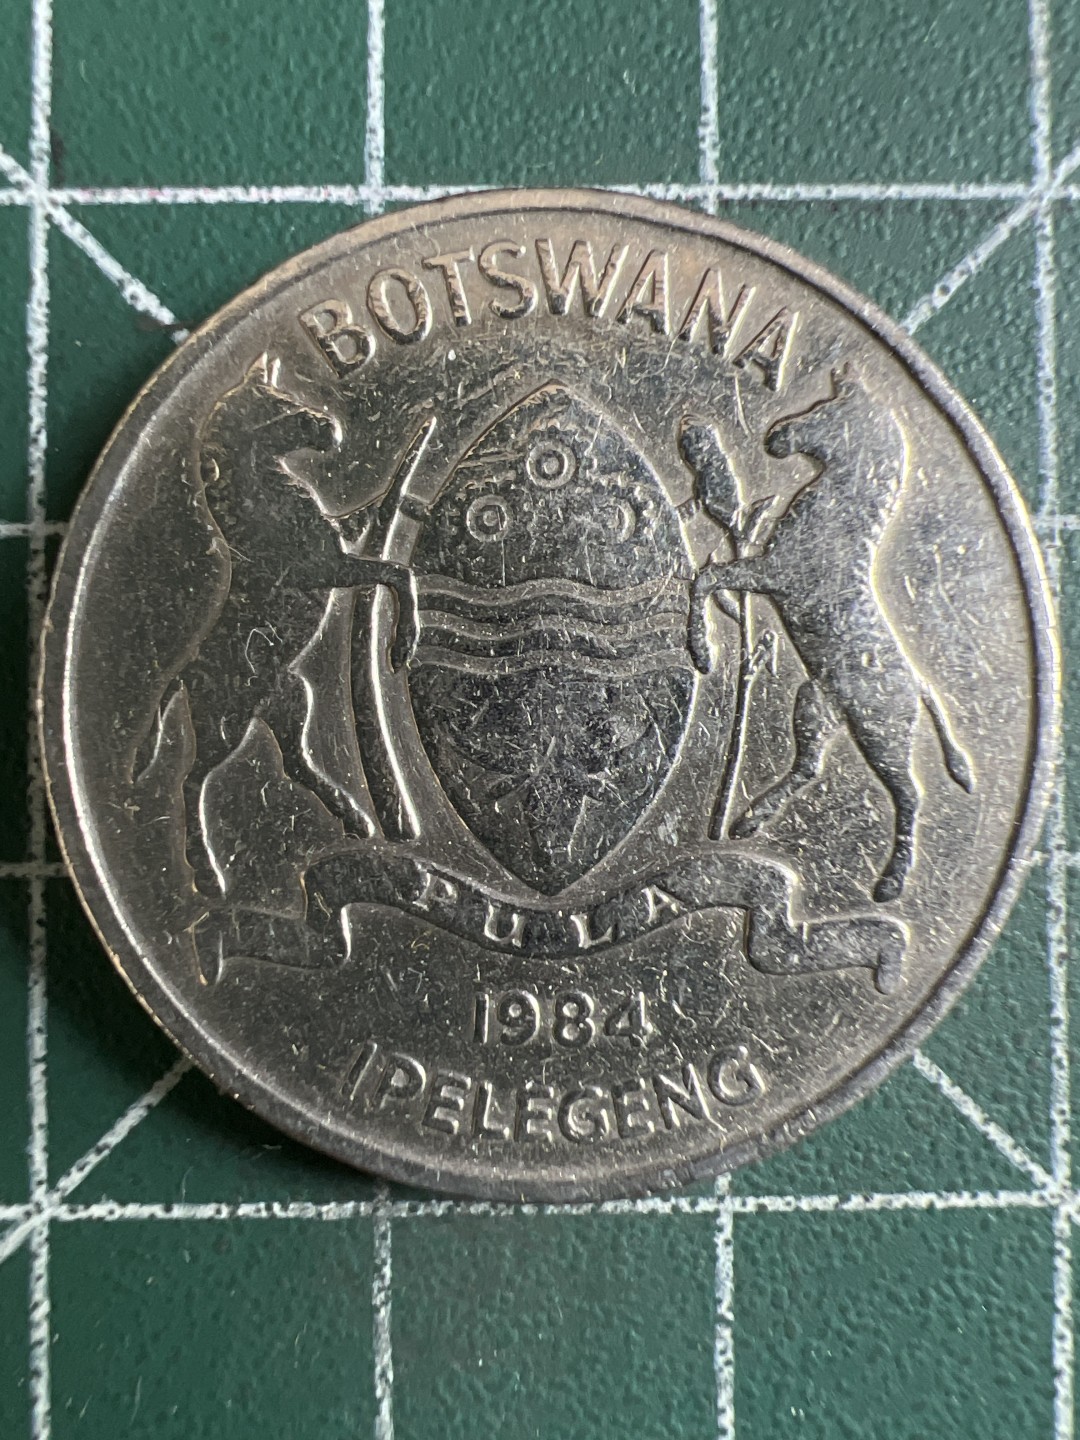 BOTSWANA
PULA
1984
IPELEGENG